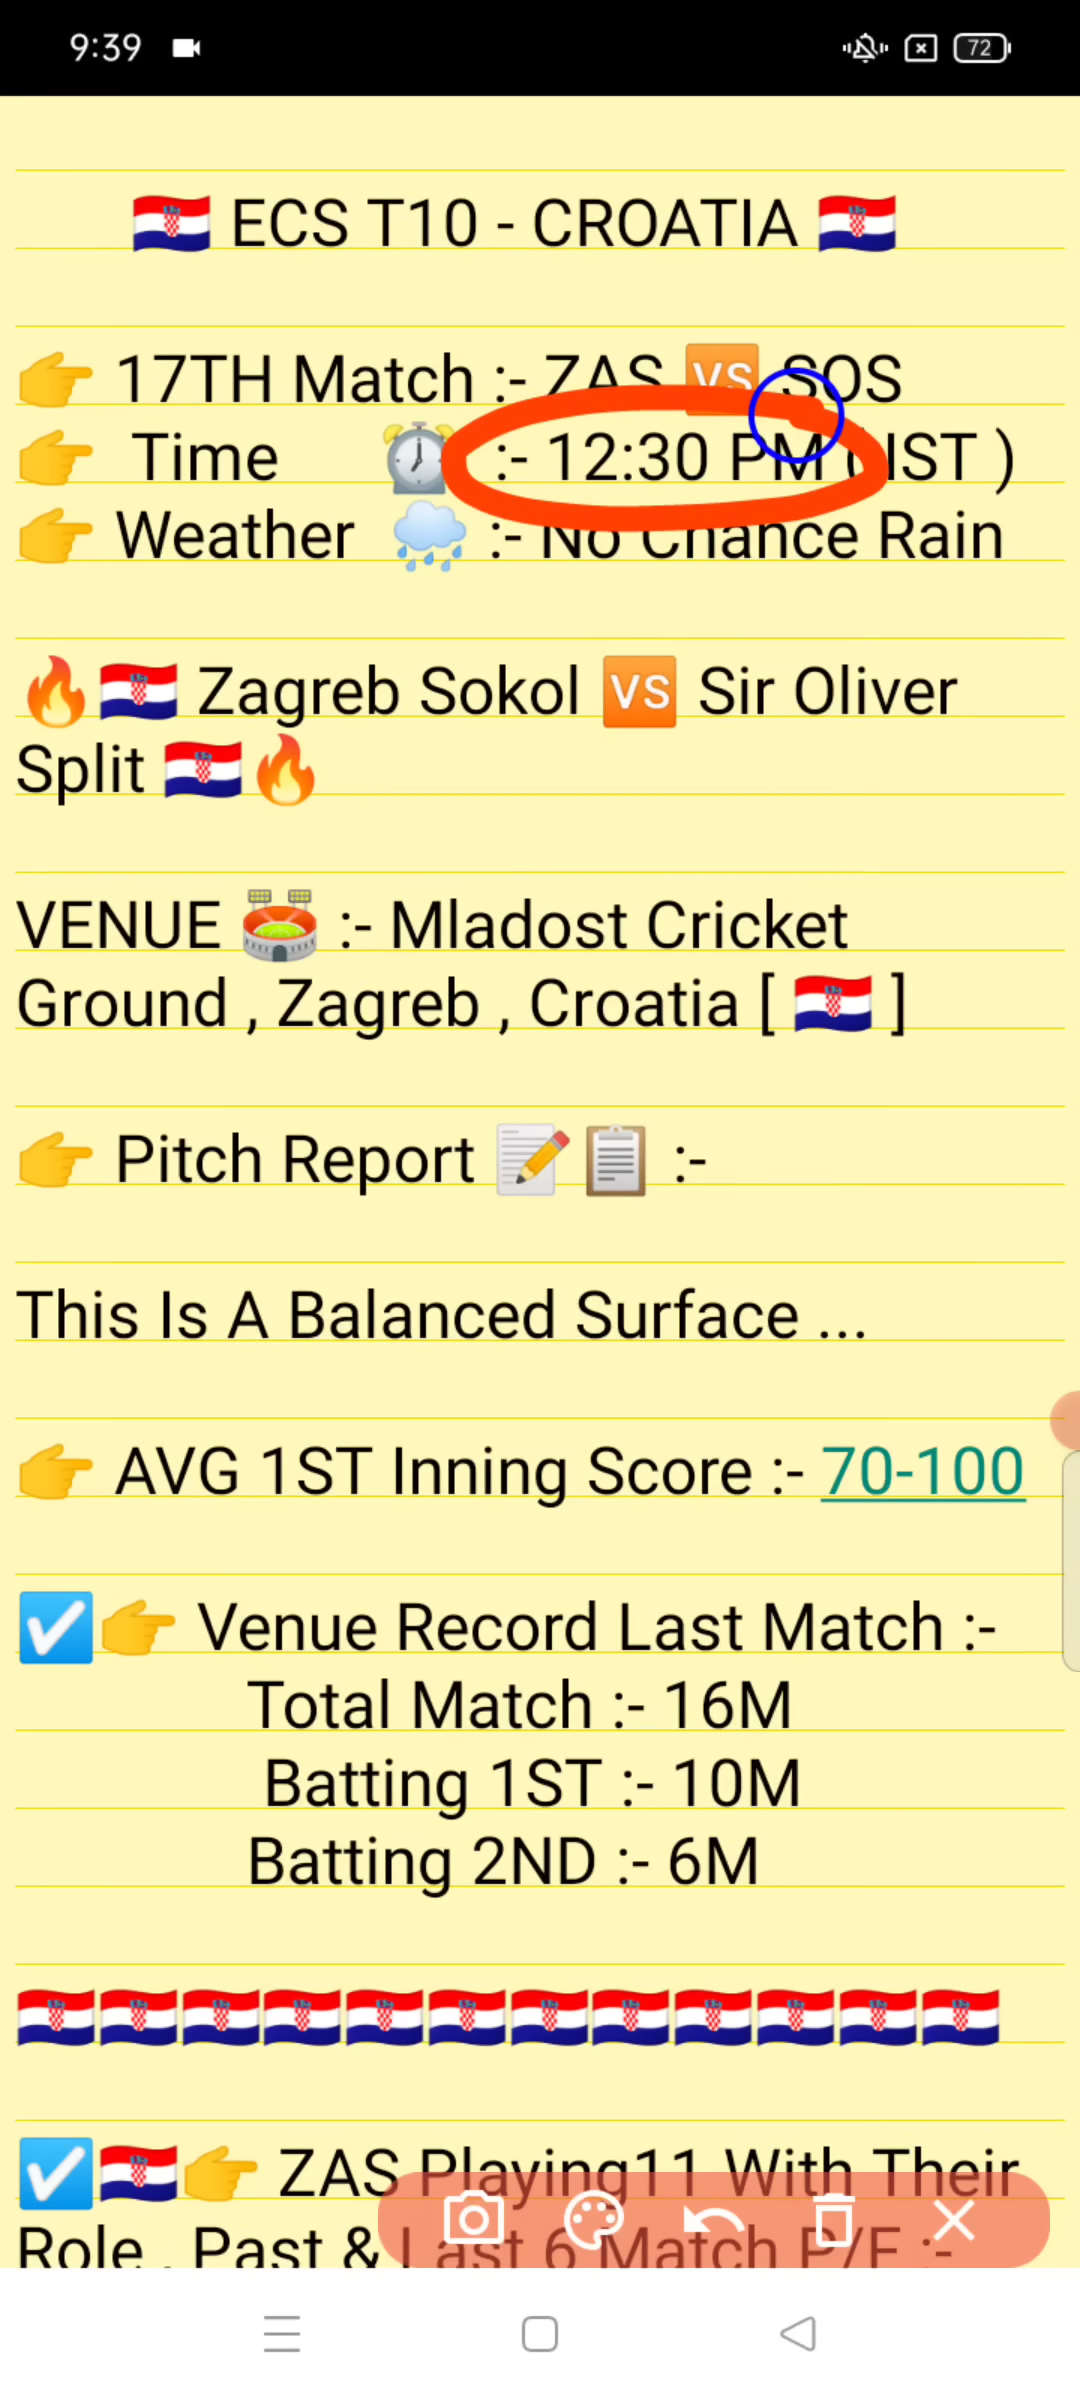 9:39
72
🇭🇷 ECS T10 - CROATIA 🇭🇷
👉 17TH Match :- ZAS 🆚 SOS
👉 Time ⏰ :- 12:30 PM ( IST )
👉 Weather 🌧 :- No Chance Rain
🔥🇭🇷 Zagreb Sokol 🆚 Sir Oliver
Split 🇭🇷🔥
VENUE 🏟 :- Mladost Cricket
Ground , Zagreb , Croatia [ 🇭🇷 ]
👉 Pitch Report 📝📋 :-
This Is A Balanced Surface ...
👉 AVG 1ST Inning Score :- 70-100
☑👉 Venue Record Last Match :-
Total Match :- 16M
Batting 1ST :- 10M
Batting 2ND :- 6M
🇭🇷🇭🇷🇭🇷🇭🇷🇭🇷🇭🇷🇭🇷🇭🇷🇭🇷🇭🇷🇭🇷🇭🇷
☑🇭🇷👉 ZAS Playing11 With Their
Role , Past & Last 6 Match P/F :-